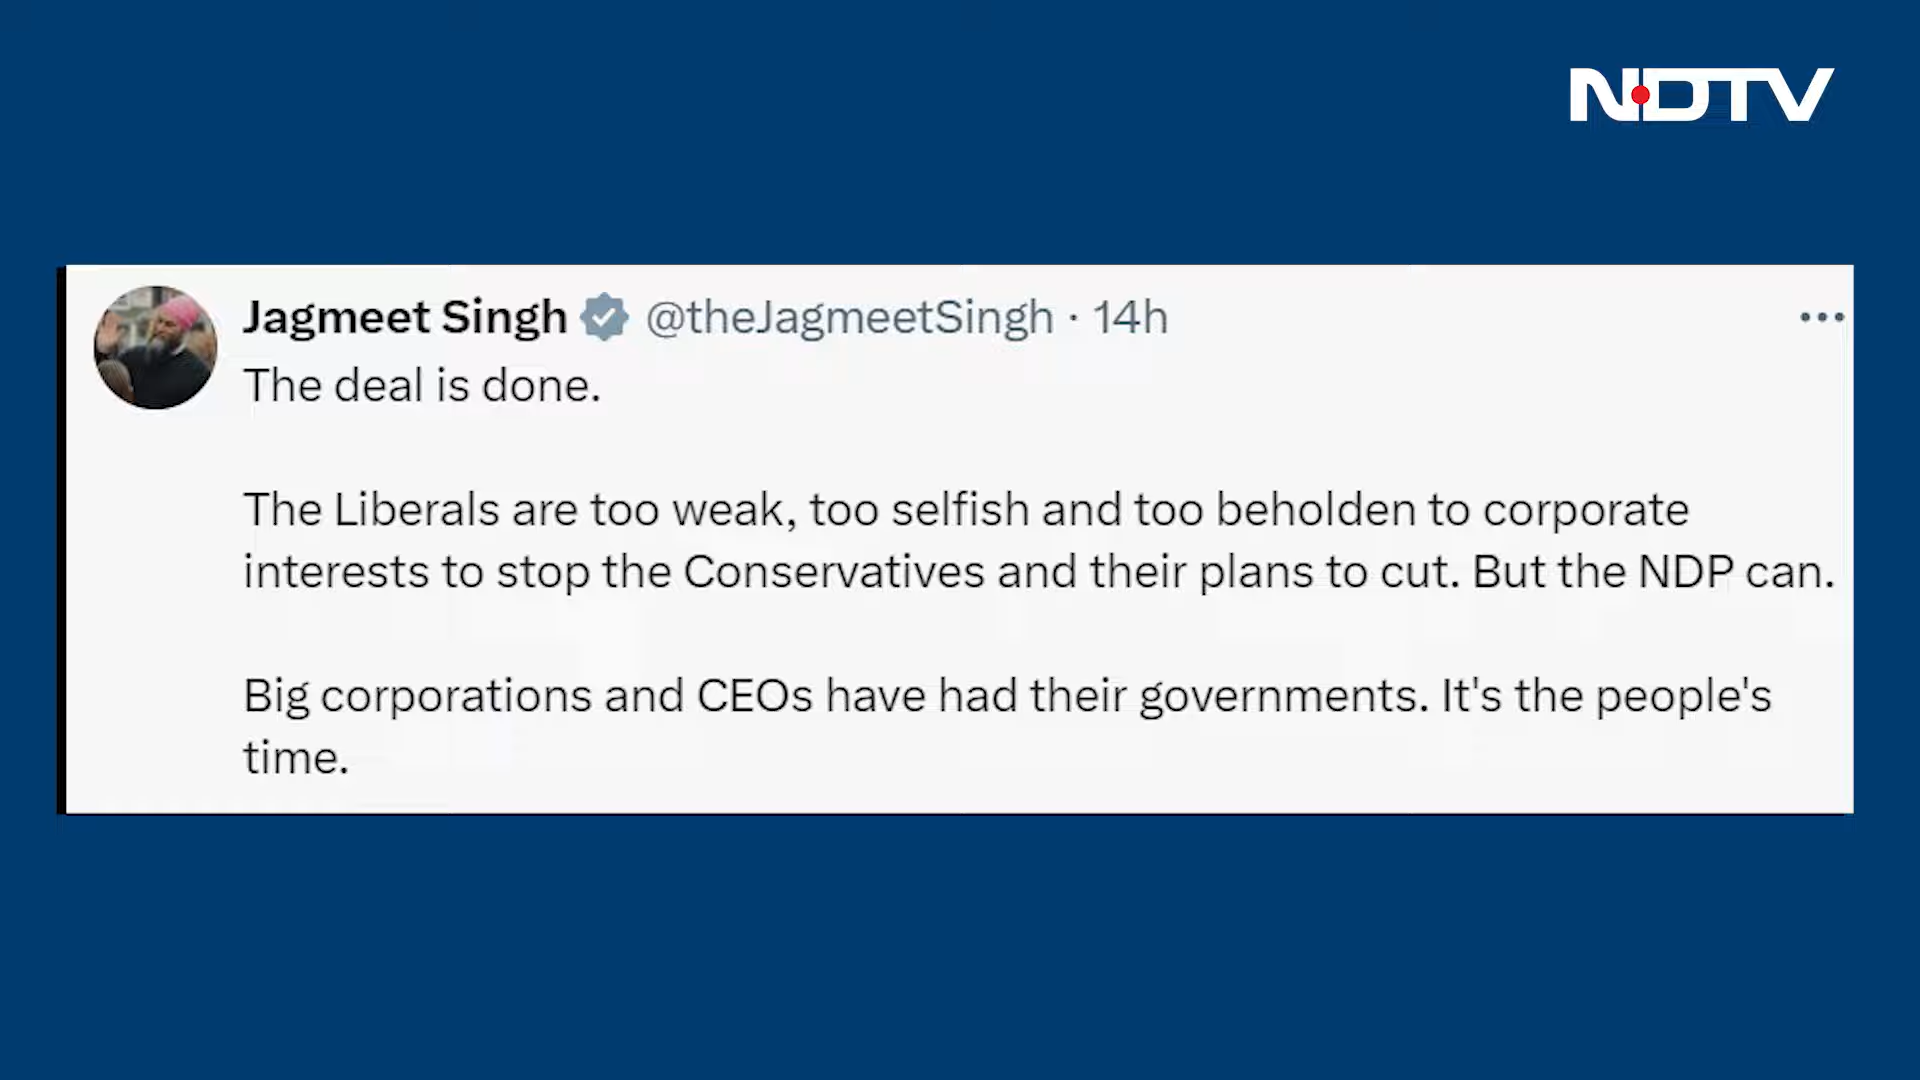 NDTV
Jagmeet Singh @theJagmeetSingh · 14h
The deal is done.
The Liberals are too weak, too selfish and too beholden to corporate
interests to stop the Conservatives and their plans to cut. But the NDP can.
Big corporations and CEOs have had their governments. It's the people's
time.